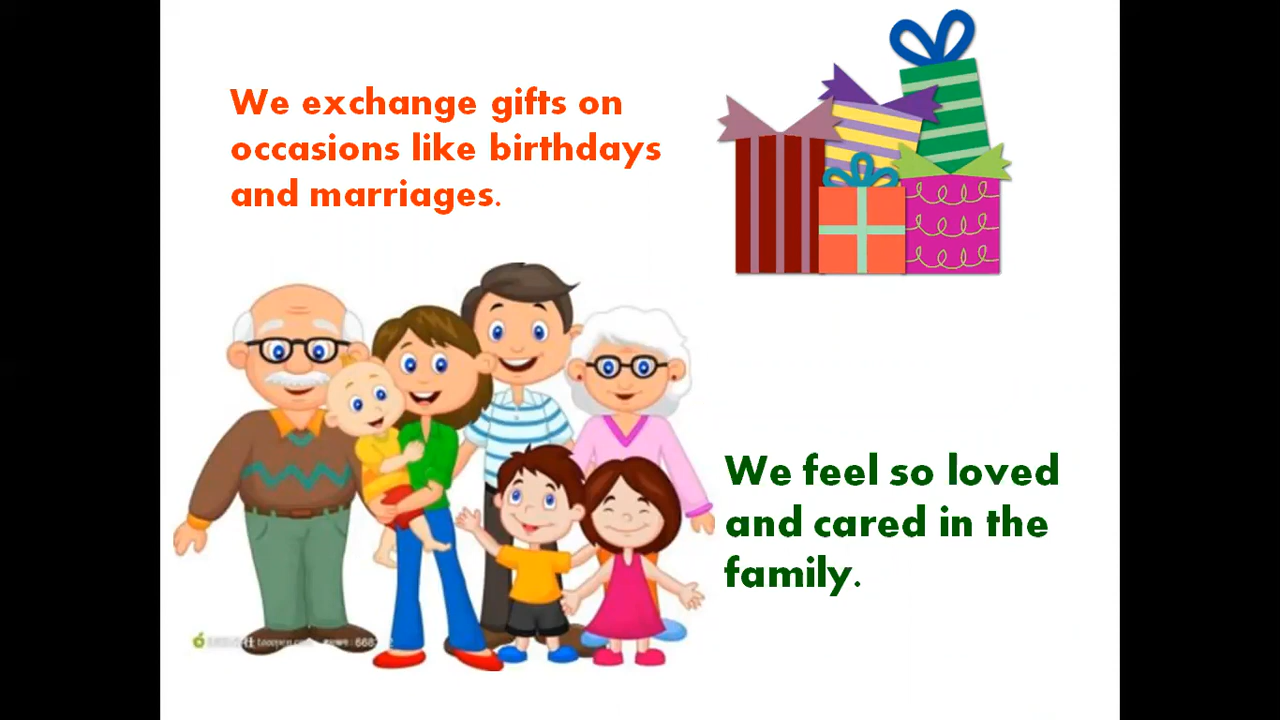 We exchange gifts on
occasions like birthdays
and marriages.
We feel so loved
and cared in the
family.